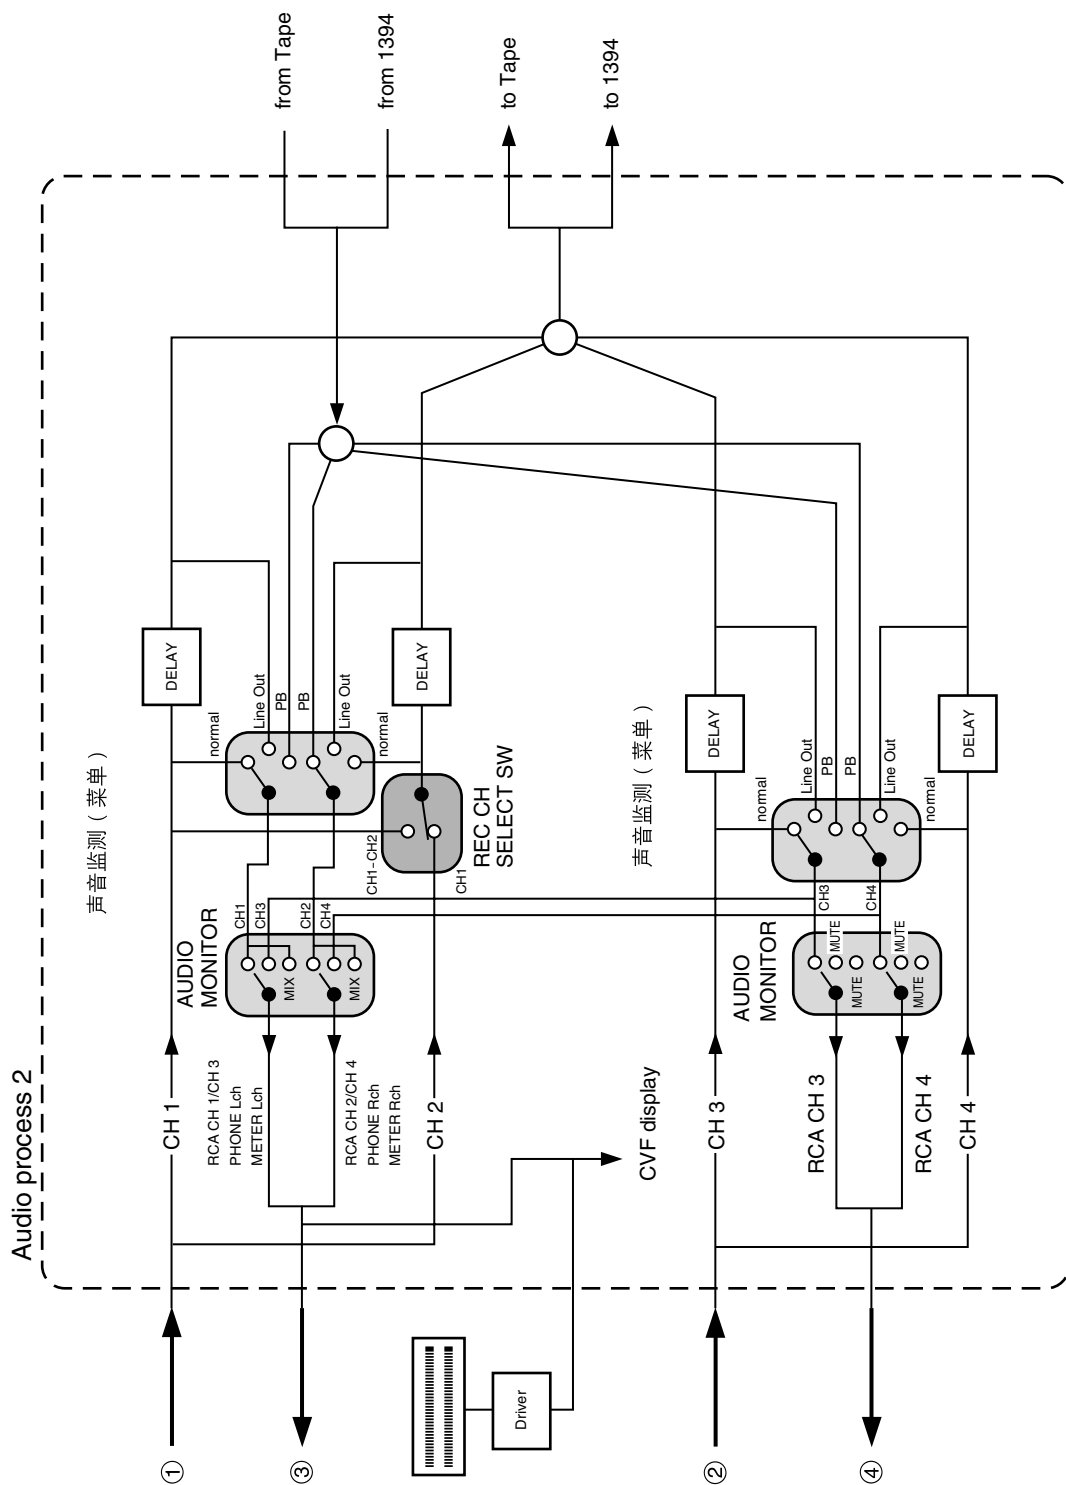 Audio process 2
from Tape
from 1394
to Tape
to 1394
声音监测（菜单）
DELAY
normal
Line Out
PB
PB
Line Out
normal
DELAY
CH1-CH2
CH1
REC CH
SELECT SW
AUDIO
MONITOR
CH1
CH3
CH2
CH4
MIX
MIX
CH 1
RCA CH 1/CH 3
PHONE Lch
METER Lch
RCA CH 2/CH 4
PHONE Rch
METER Rch
CH 2
CVF display
Driver
声音监测（菜单）
DELAY
normal
Line Out
PB
PB
Line Out
normal
DELAY
CH3
CH4
AUDIO
MONITOR
MUTE
MUTE
MUTE
MUTE
CH 3
RCA CH 3
RCA CH 4
CH 4
①
③
②
④